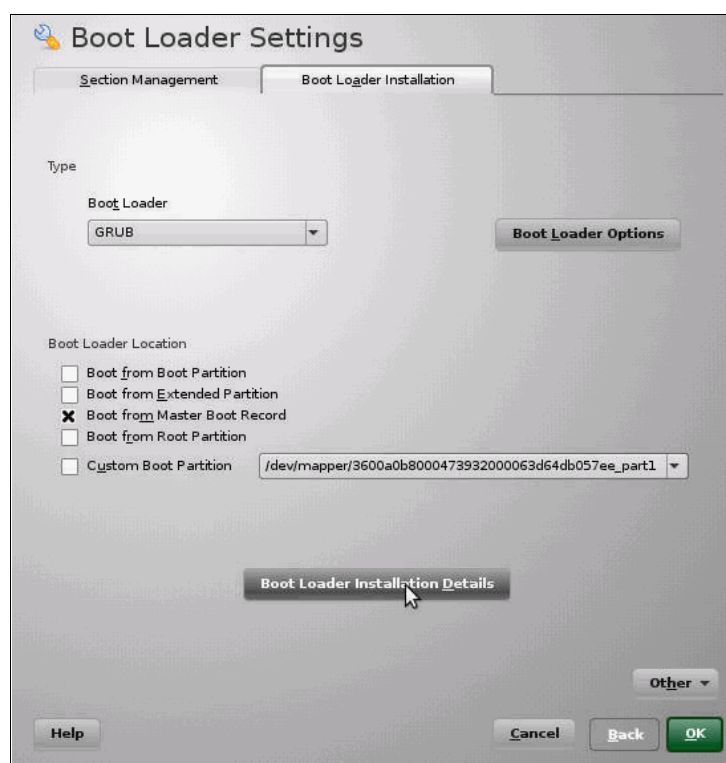 Boot Loader Settings
Section Management
Boot Loader Installation
Type
Boot Loader
GRUB
Boot Loader Options
Boot Loader Location
Boot from Boot Partition
Boot from Extended Partition
Boot from Master Boot Record
Boot from Root Partition
Custom Boot Partition
/dev/mapper/3600a0b8000473932000063d64db057ee_part1
Boot Loader Installation Details
Other
Help
Cancel
Back
OK